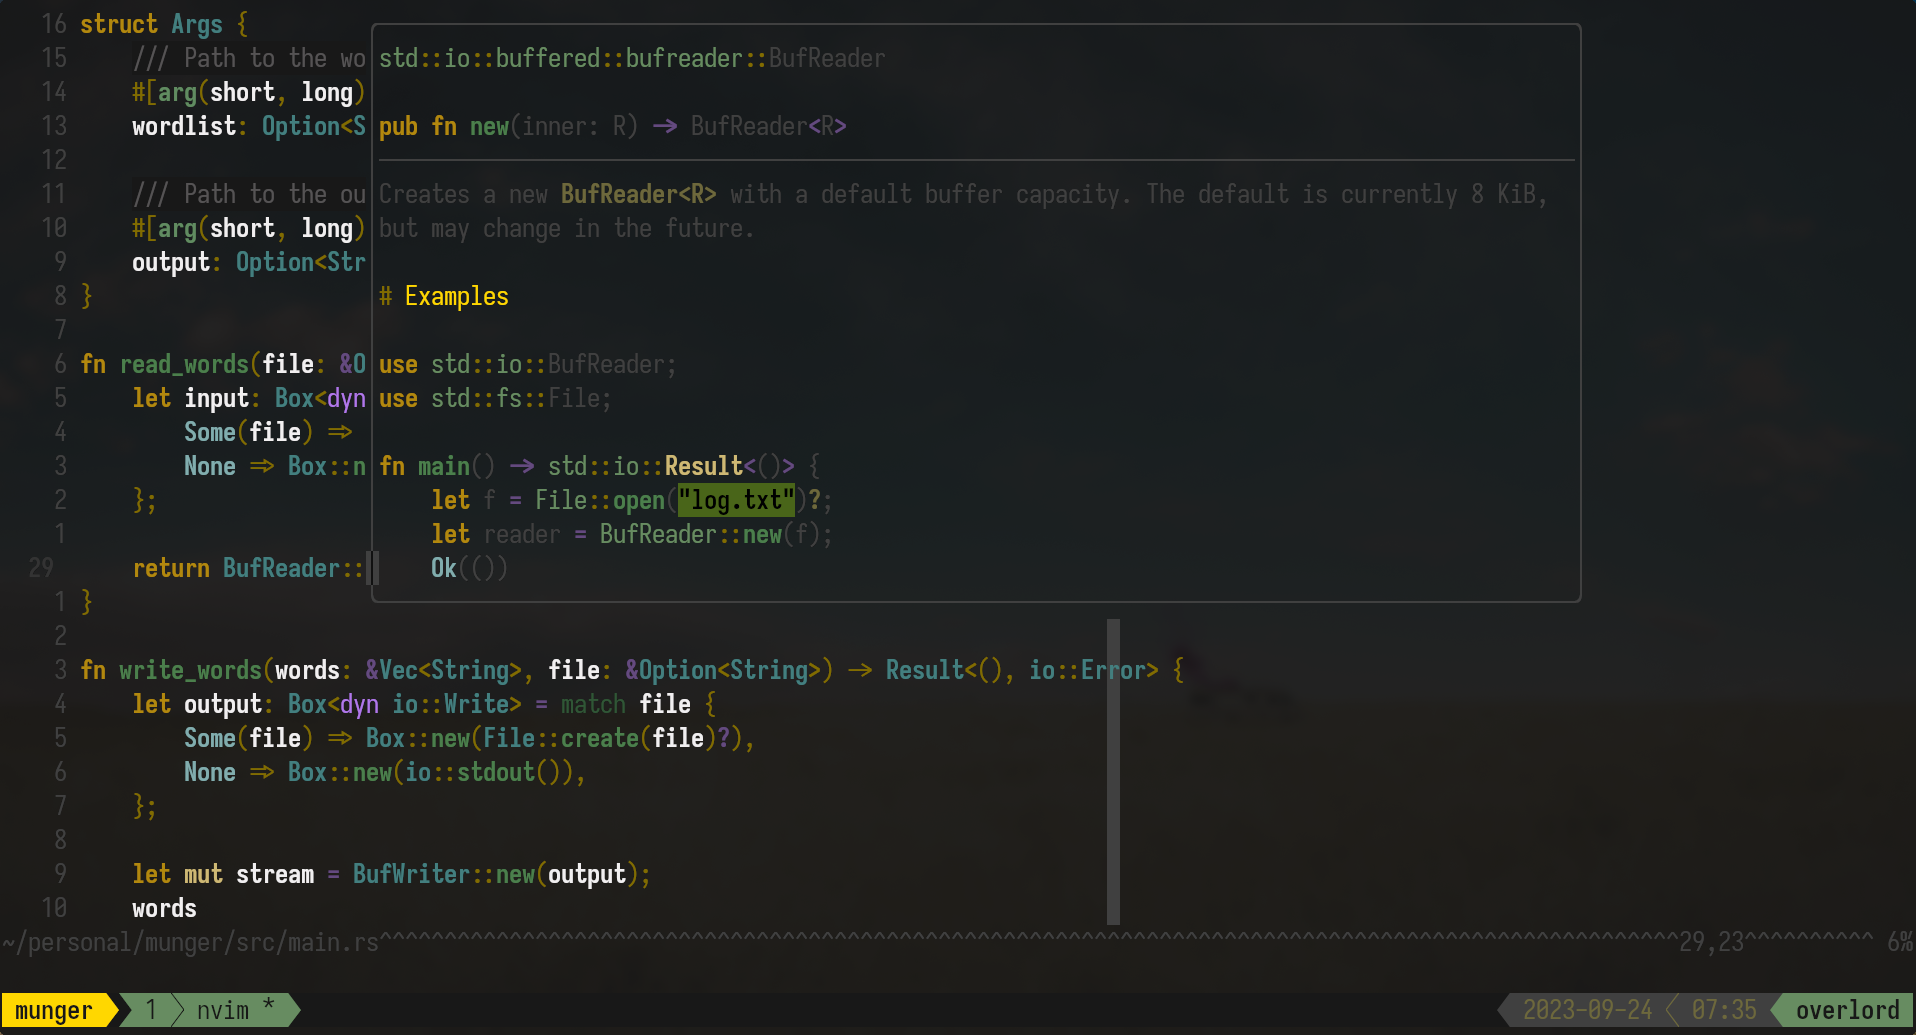 16 struct Args {
15     /// Path to the wo
14     #[arg(short, long)
13     wordlist: Option<S
12
11     /// Path to the ou
10     #[arg(short, long)
9     output: Option<Str
8 }
7
6 fn read_words(file: &O
5     let input: Box<dyn
4         Some(file) =>
3         None => Box::n
2     };
1
29     return BufReader::
1 }
2
3 fn write_words(words: &Vec<String>, file: &Option<String>) -> Result<(), io::Error> {
4     let output: Box<dyn io::Write> = match file {
5         Some(file) => Box::new(File::create(file)?),
6         None => Box::new(io::stdout()),
7     };
8
9     let mut stream = BufWriter::new(output);
10     words
std::io::buffered::bufreader::BufReader
pub fn new(inner: R) -> BufReader<R>
Creates a new BufReader<R> with a default buffer capacity. The default is currently 8 KiB,
but may change in the future.
# Examples
use std::io::BufReader;
use std::fs::File;
fn main() -> std::io::Result<()> {
    let f = File::open("log.txt")?;
    let reader = BufReader::new(f);
    Ok(())
~/personal/munger/src/main.rs^^^^^^^^^^^^^^^^^^^^^^^^^^^^^^^^^^^^^^^^^^^^^^^^^^^^^^^^^^^^^^^^^^^^^^^^^^^^^^^^^^^^^^^^^^^^^^^^^^^^29,23^^^^^^^^^^ 6%
munger 1 nvim * 2023-09-24 07:35 overlord